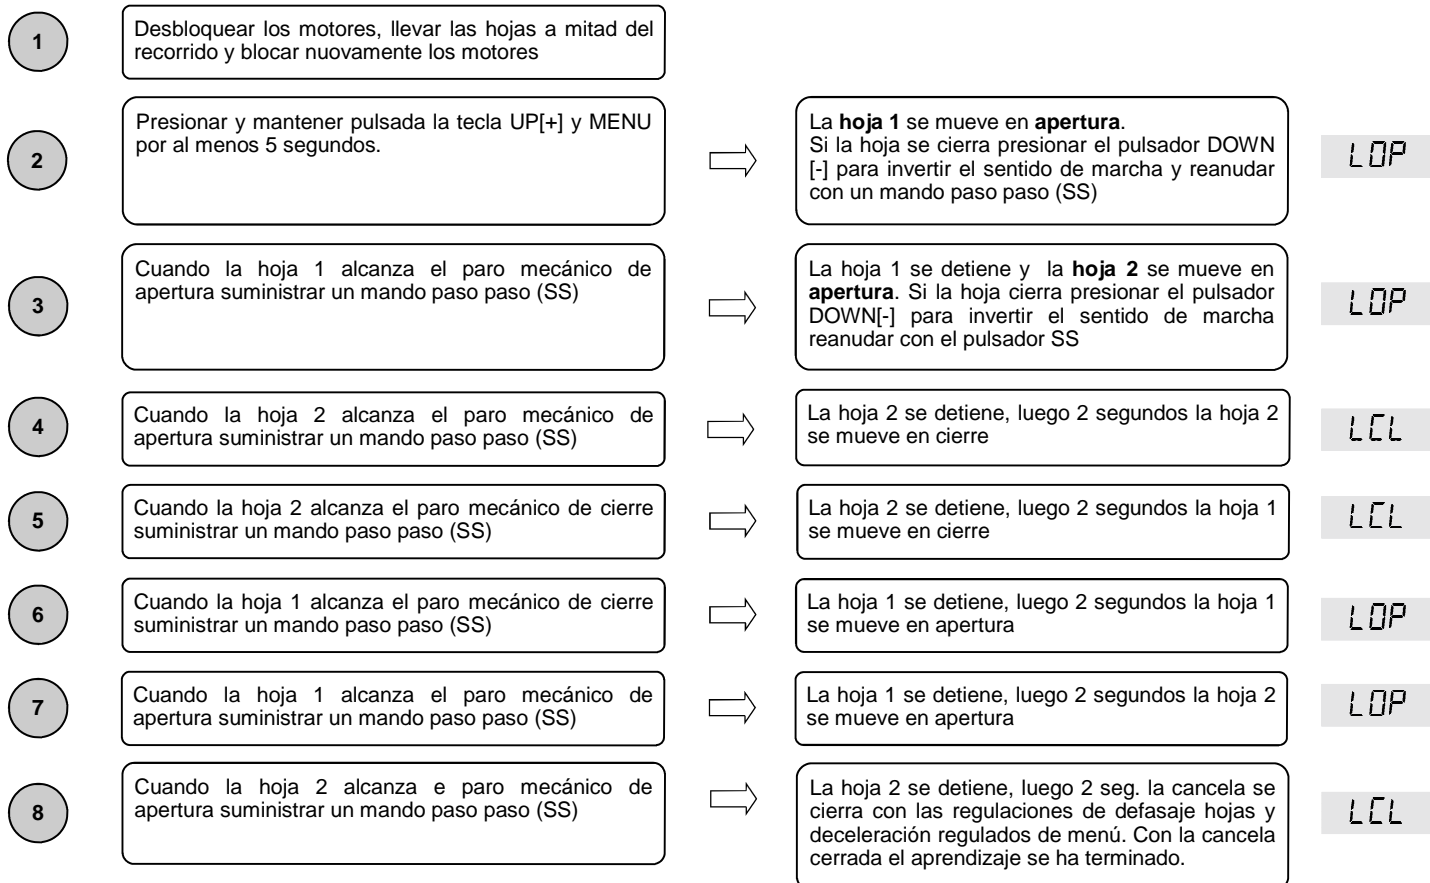 1
Desbloquear los motores, llevar las hojas a mitad del
recorrido y blocar nuovamente los motores
2
Presionar y mantener pulsada la tecla UP[+] y MENU
por al menos 5 segundos.
La hoja 1 se mueve en apertura.
Si la hoja se cierra presionar el pulsador DOWN
[-] para invertir el sentido de marcha y reanudar
con un mando paso paso (SS)
LOP
3
Cuando la hoja 1 alcanza el paro mecánico de
apertura suministrar un mando paso paso (SS)
La hoja 1 se detiene y la hoja 2 se mueve en
apertura. Si la hoja cierra presionar el pulsador
DOWN[-] para invertir el sentido de marcha
reanudar con el pulsador SS
LOP
4
Cuando la hoja 2 alcanza el paro mecánico de
apertura suministrar un mando paso paso (SS)
La hoja 2 se detiene, luego 2 segundos la hoja 2
se mueve en cierre
LCL
5
Cuando la hoja 2 alcanza el paro mecánico de cierre
suministrar un mando paso paso (SS)
La hoja 2 se detiene, luego 2 segundos la hoja 1
se mueve en cierre
LCL
6
Cuando la hoja 1 alcanza el paro mecánico de cierre
suministrar un mando paso paso (SS)
La hoja 1 se detiene, luego 2 segundos la hoja 1
se mueve en apertura
LOP
7
Cuando la hoja 1 alcanza el paro mecánico de
apertura suministrar un mando paso paso (SS)
La hoja 1 se detiene, luego 2 segundos la hoja 2
se mueve en apertura
LOP
8
Cuando la hoja 2 alcanza e paro mecánico de
apertura suministrar un mando paso paso (SS)
La hoja 2 se detiene, luego 2 seg. la cancela se
cierra con las regulaciones de defasaje hojas y
deceleración regulados de menú. Con la cancela
cerrada el aprendizaje se ha terminado.
LCL